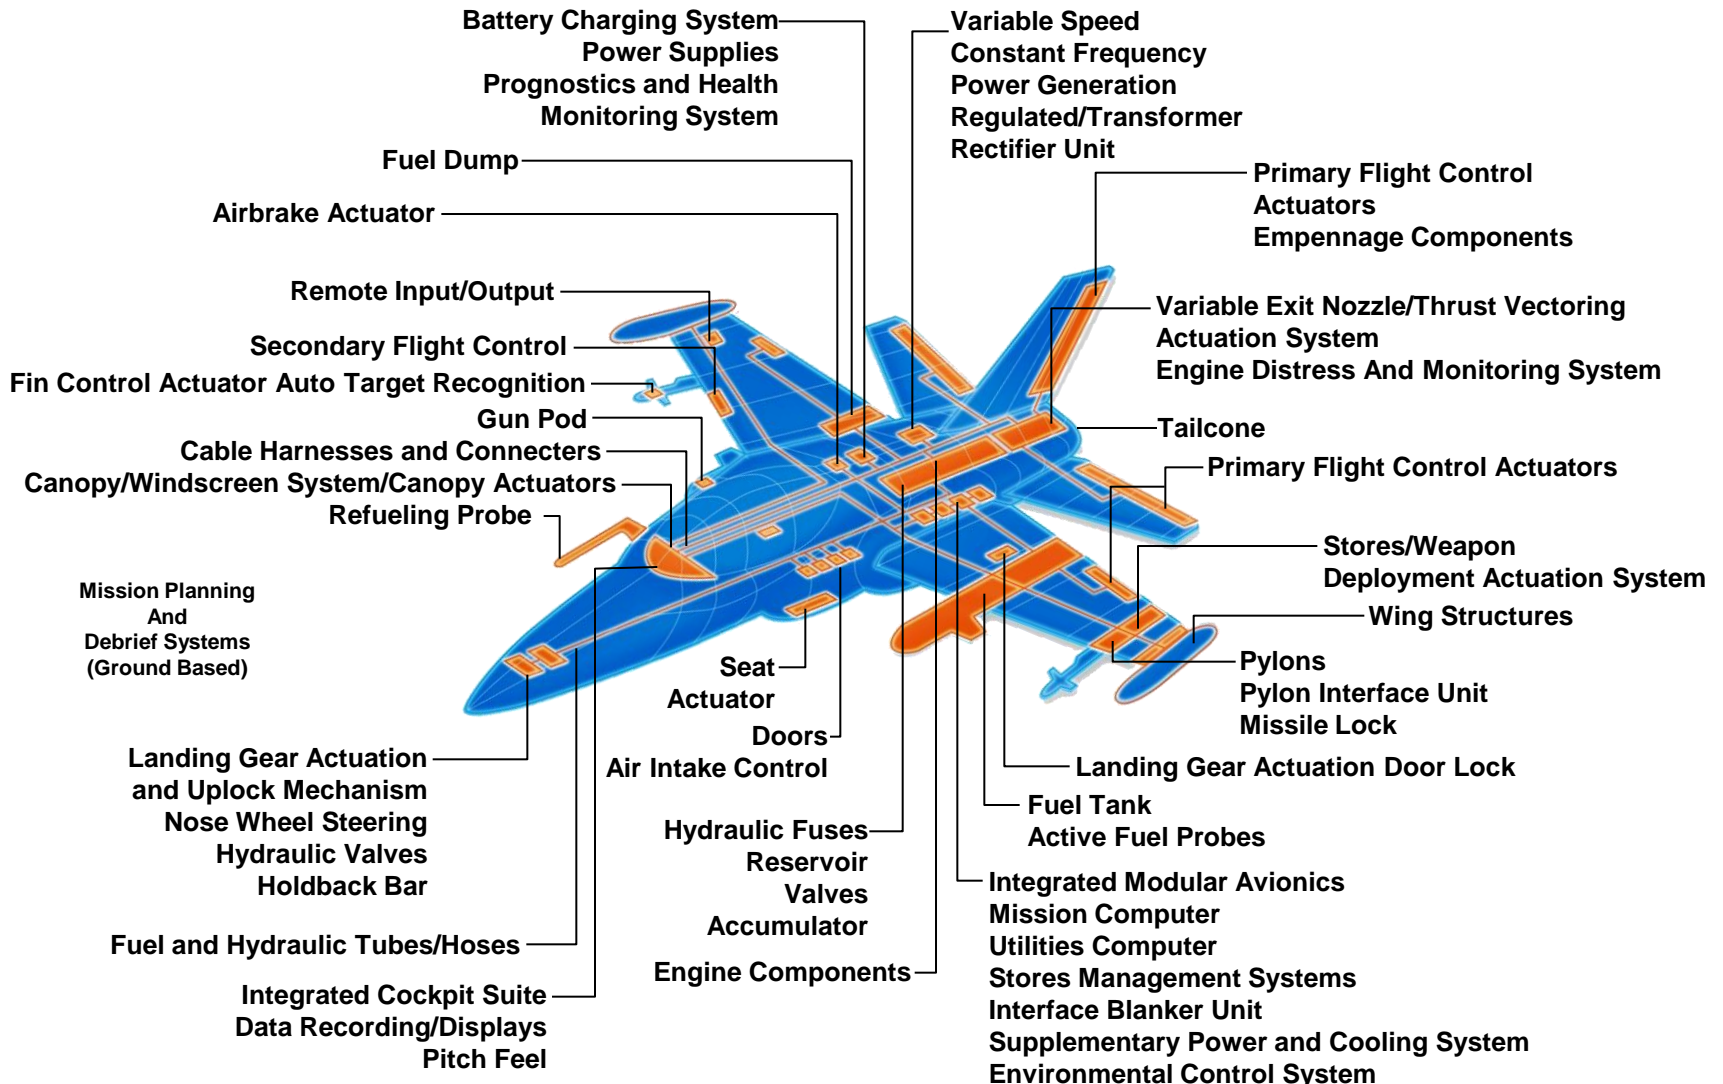 Battery Charging System
Power Supplies
Prognostics and Health
Monitoring System
Variable Speed
Constant Frequency
Power Generation
Regulated/Transformer
Rectifier Unit
Fuel Dump
Primary Flight Control
Actuators
Empennage Components
Airbrake Actuator
Remote Input/Output
Variable Exit Nozzle/Thrust Vectoring
Actuation System
Engine Distress And Monitoring System
Secondary Flight Control
Fin Control Actuator Auto Target Recognition
Gun Pod
Tailcone
Cable Harnesses and Connecters
Primary Flight Control Actuators
Canopy/Windscreen System/Canopy Actuators
Refueling Probe
Stores/Weapon
Deployment Actuation System
Mission Planning
And
Debrief Systems
(Ground Based)
Wing Structures
Seat
Actuator
Pylons
Pylon Interface Unit
Missile Lock
Doors
Air Intake Control
Landing Gear Actuation
and Uplock Mechanism
Nose Wheel Steering
Hydraulic Valves
Holdback Bar
Landing Gear Actuation Door Lock
Fuel Tank
Active Fuel Probes
Hydraulic Fuses
Reservoir
Valves
Accumulator
Integrated Modular Avionics
Mission Computer
Utilities Computer
Stores Management Systems
Interface Blanker Unit
Supplementary Power and Cooling System
Environmental Control System
Fuel and Hydraulic Tubes/Hoses
Engine Components
Integrated Cockpit Suite
Data Recording/Displays
Pitch Feel